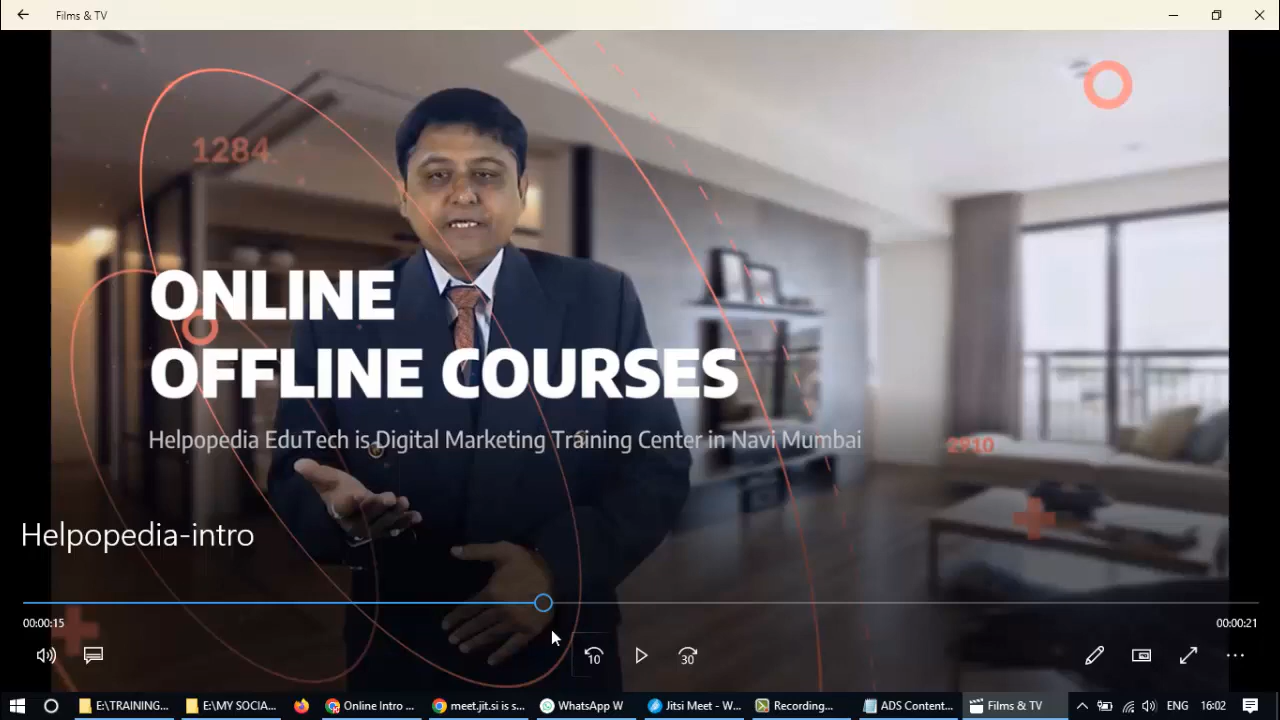 Films & TV
1284
ONLINE
OFFLINE COURSES
Helpopedia EduTech is Digital Marketing Training Center in Navi Mumbai
2910
Helpopedia-intro
00:00:15
00:00:21
10
30
E:\TRAINING...
E:\MY SOCIA...
Online Intro ...
meet.jit.si is s...
WhatsApp W
Jitsi Meet - W...
Recording...
ADS Content...
Films & TV
ENG
16:02